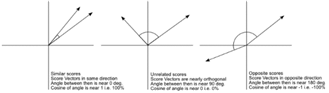 Similar scores
Score Vectors in same direction
Angle between then is near 0 deg.
Cosine of angle is near 1 i.e. 100%
Unrelated scores
Score Vectors are nearly orthogonal
Angle between then is near 90 deg.
Cosine of angle is near 0 i.e. 0%
Opposite scores
Score Vectors in opposite direction
Angle between then is near 180 deg
Cosine of angle is near -1 i.e. -100%